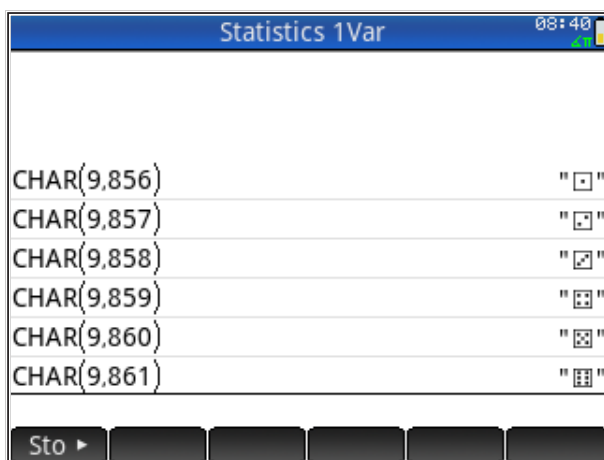 Statistics 1Var 08:40
∡π
CHAR(9,856) "⚀"
CHAR(9,857) "⚁"
CHAR(9,858) "⚂"
CHAR(9,859) "⚃"
CHAR(9,860) "⚄"
CHAR(9,861) "⚅"
Sto ▸